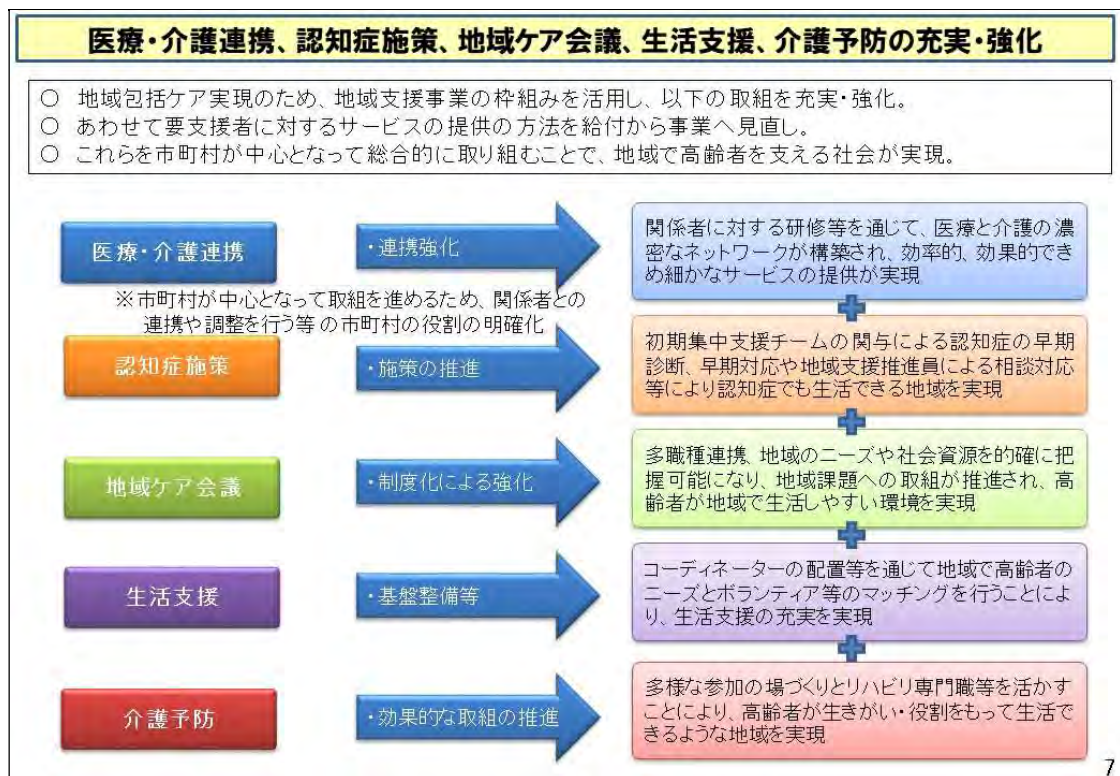 医療・介護連携、認知症施策、地域ケア会議、生活支援、介護予防の充実・強化
○ 地域包括ケア実現のため、地域支援事業の枠組みを活用し、以下の取組を充実・強化。
○ あわせて要支援者に対するサービスの提供の方法を給付から事業へ見直し。
○ これらを市町村が中心となって総合的に取り組むことで、地域で高齢者を支える社会が実現。
医療・介護連携
・連携強化
関係者に対する研修等を通じて、医療と介護の濃
密なネットワークが構築され、効率的、効果的でき
め細かなサービスの提供が実現
※市町村が中心となって取組を進めるため、関係者との
連携や調整を行う等の市町村の役割の明確化
認知症施策
・施策の推進
初期集中支援チームの関与による認知症の早期
診断、早期対応や地域支援推進員による相談対応
等により認知症でも生活できる地域を実現
地域ケア会議
・制度化による強化
多職種連携、地域のニーズや社会資源を的確に把
握可能になり、地域課題への取組が推進され、高
齢者が地域で生活しやすい環境を実現
生活支援
・基盤整備等
コーディネーターの配置等を通じて地域で高齢者の
ニーズとボランティア等のマッチングを行うことによ
り、生活支援の充実を実現
介護予防
・効果的な取組の推進
多様な参加の場づくりとリハビリ専門職等を活かす
ことにより、高齢者が生きがい・役割をもって生活で
きるような地域を実現
7